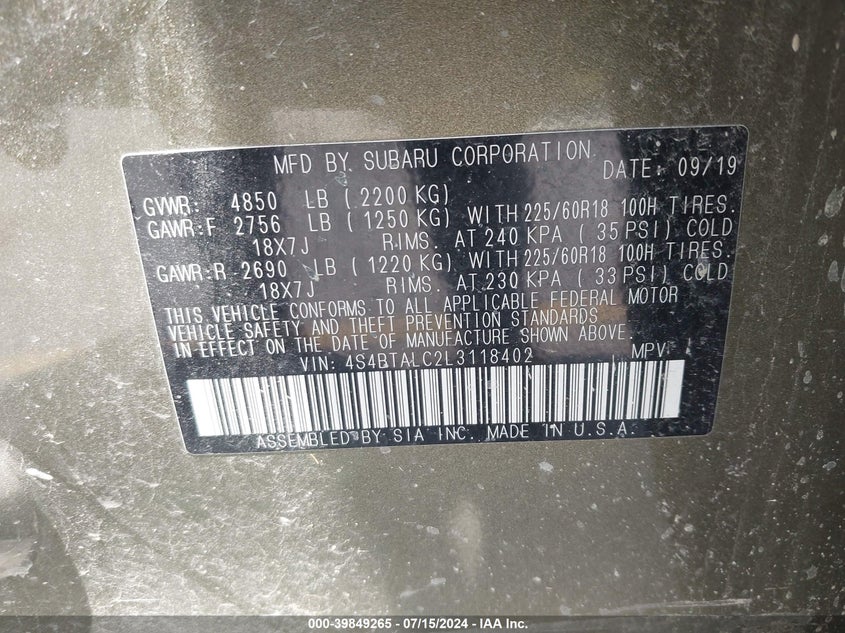 MFD BY SUBARU CORPORATION DATE: 09/19
GVWR: 4850 LB ( 2200 KG)
GAWR:F 2756 LB ( 1250 KG) WITH 225/60R18 100H TIRES.
18X7J RIMS. AT 240 KPA ( 35 PSI) COLD
GAWR:R 2690 LB ( 1220 KG) WITH 225/60R18 100H TIRES.
18X7J RIMS. AT 230 KPA ( 33 PSI) COLD
THIS VEHICLE CONFORMS TO ALL APPLICABLE FEDERAL MOTOR
VEHICLE SAFETY AND THEFT PREVENTION STANDARDS
IN EFFECT ON THE DATE OF MANUFACTURE SHOWN ABOVE.
VIN: 4S4BTALC2L3118402 MPV
ASSEMBLED BY SIA INC. MADE IN U.S.A.
000-39849265 - 07/15/2024 - IAA Inc.